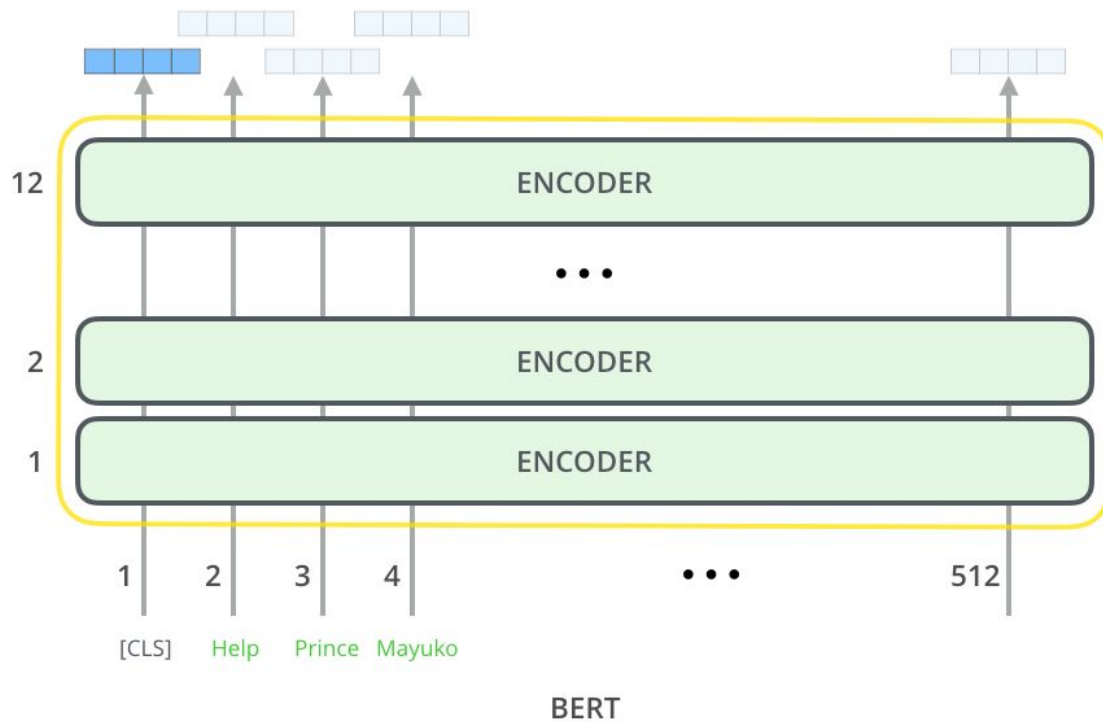 12 ENCODER
• • •
2 ENCODER
1 ENCODER
1 2 3 4 • • • 512
[CLS] Help Prince Mayuko
BERT